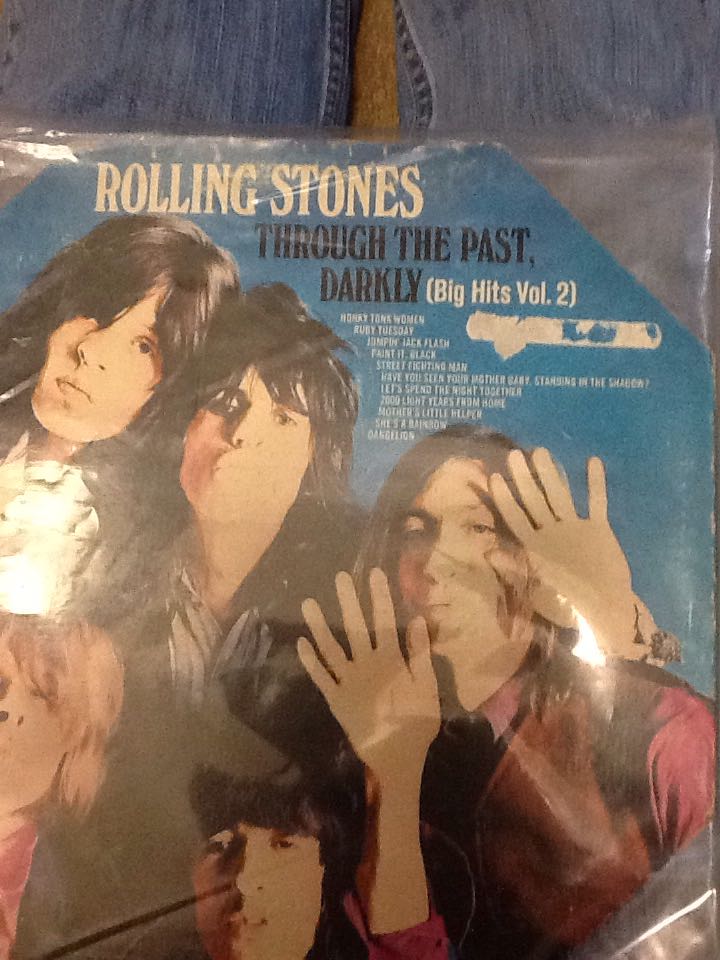 ROLLING STONES
THROUGH THE PAST,
DARKLY (Big Hits Vol. 2)
HONKY TONK WOMEN
RUBY TUESDAY
JUMPIN' JACK FLASH
PAINT IT, BLACK
STREET FIGHTING MAN
HAVE YOU SEEN YOUR MOTHER BABY, STANDING IN THE SHADOW?
LET'S SPEND THE NIGHT TOGETHER
2000 LIGHT YEARS FROM HOME
MOTHER'S LITTLE HELPER
SHE'S A RAINBOW
DANDELION